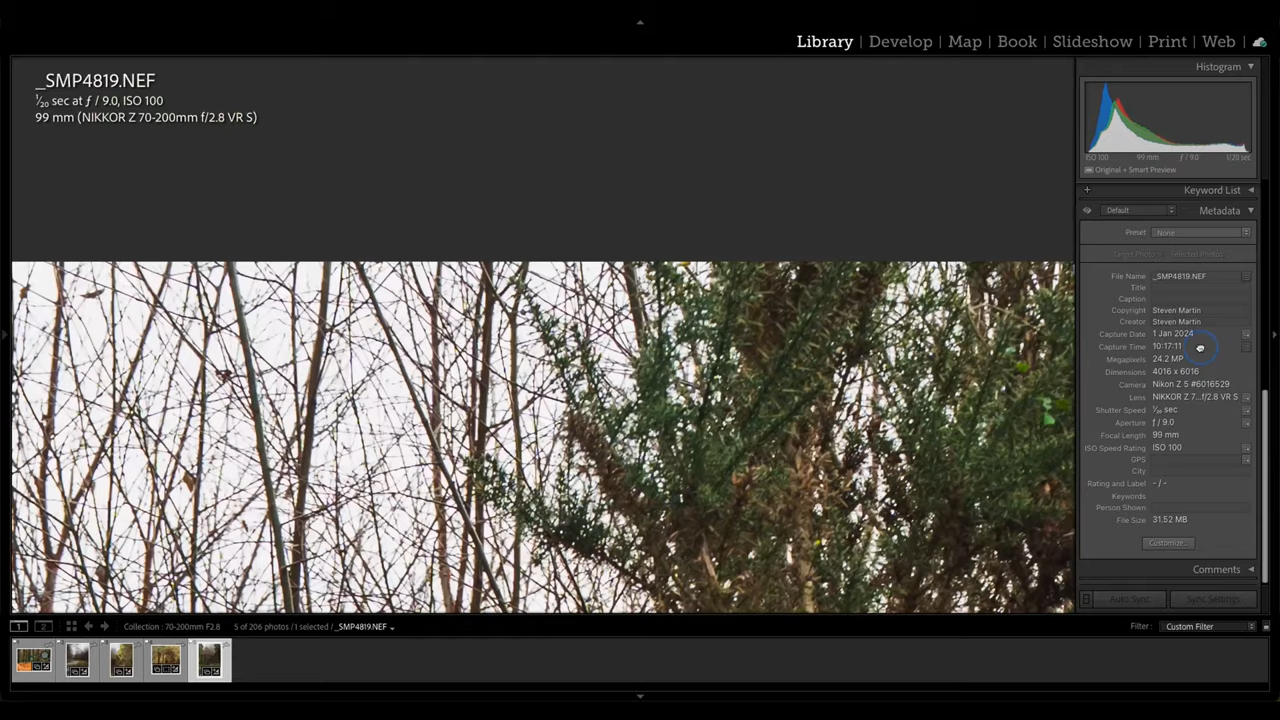 Library | Develop | Map | Book | Slideshow | Print | Web
_SMP4819.NEF
1/20 sec at ƒ / 9.0, ISO 100
99 mm (NIKKOR Z 70-200mm f/2.8 VR S)
Histogram
ISO 100 99 mm ƒ / 9.0 1/20 sec
Original + Smart Preview
+ Keyword List
Default Metadata
Preset None
Target Photo Selected Photos
File Name _SMP4819.NEF
Title
Caption
Copyright Steven Martin
Creator Steven Martin
Capture Date 1 Jan 2024
Capture Time 10:17:11
Megapixels 24.2 MP
Dimensions 4016 x 6016
Camera Nikon Z 5 #6016529
Lens NIKKOR Z 7...f/2.8 VR S
Shutter Speed 1/20 sec
Aperture ƒ / 9.0
Focal Length 99 mm
ISO Speed Rating ISO 100
GPS
City
Rating and Label - / -
Keywords
Person Shown
File Size 31.52 MB
Customize...
Comments
Auto Sync Sync Settings
1 2 Collection : 70-200mm F2.8 5 of 206 photos / 1 selected / _SMP4819.NEF Filter : Custom Filter